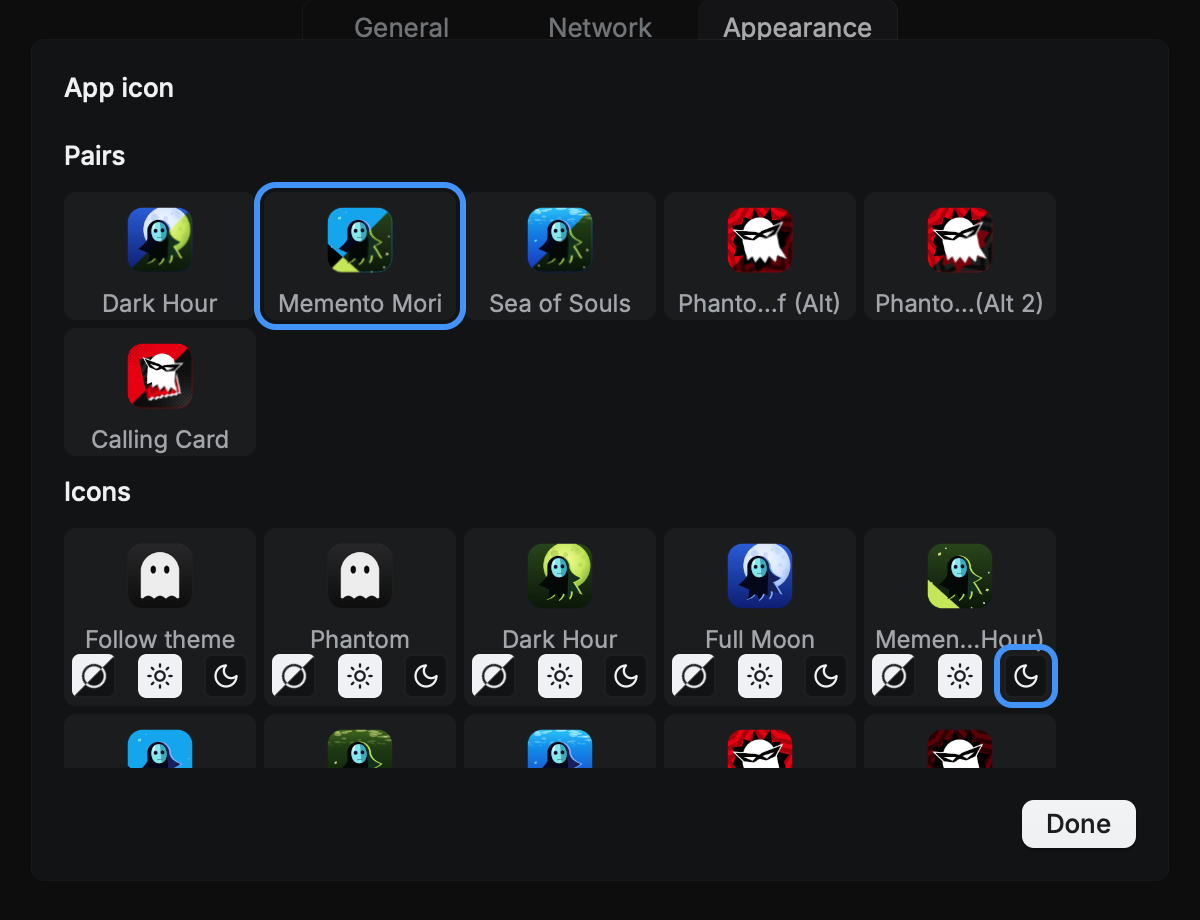 General Network Appearance
App icon
Pairs
Dark Hour Memento Mori Sea of Souls Phanto...f (Alt) Phanto...(Alt 2)
Calling Card
Icons
Follow theme Phantom Dark Hour Full Moon Memen...Hour)
Done